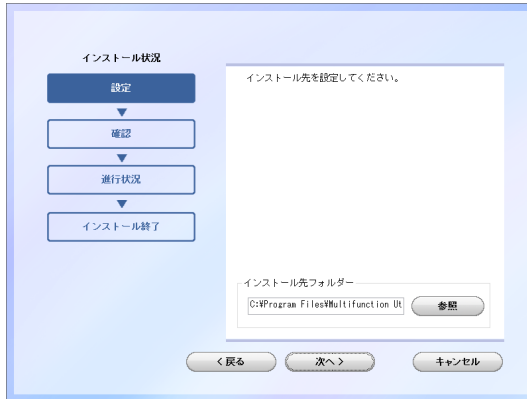 インストール状況
設定
確認
進行状況
インストール終了
インストール先を設定してください。
インストール先フォルダー
C:¥Program Files¥Multifunction Ut
参照
< 戻る
次へ >
キャンセル